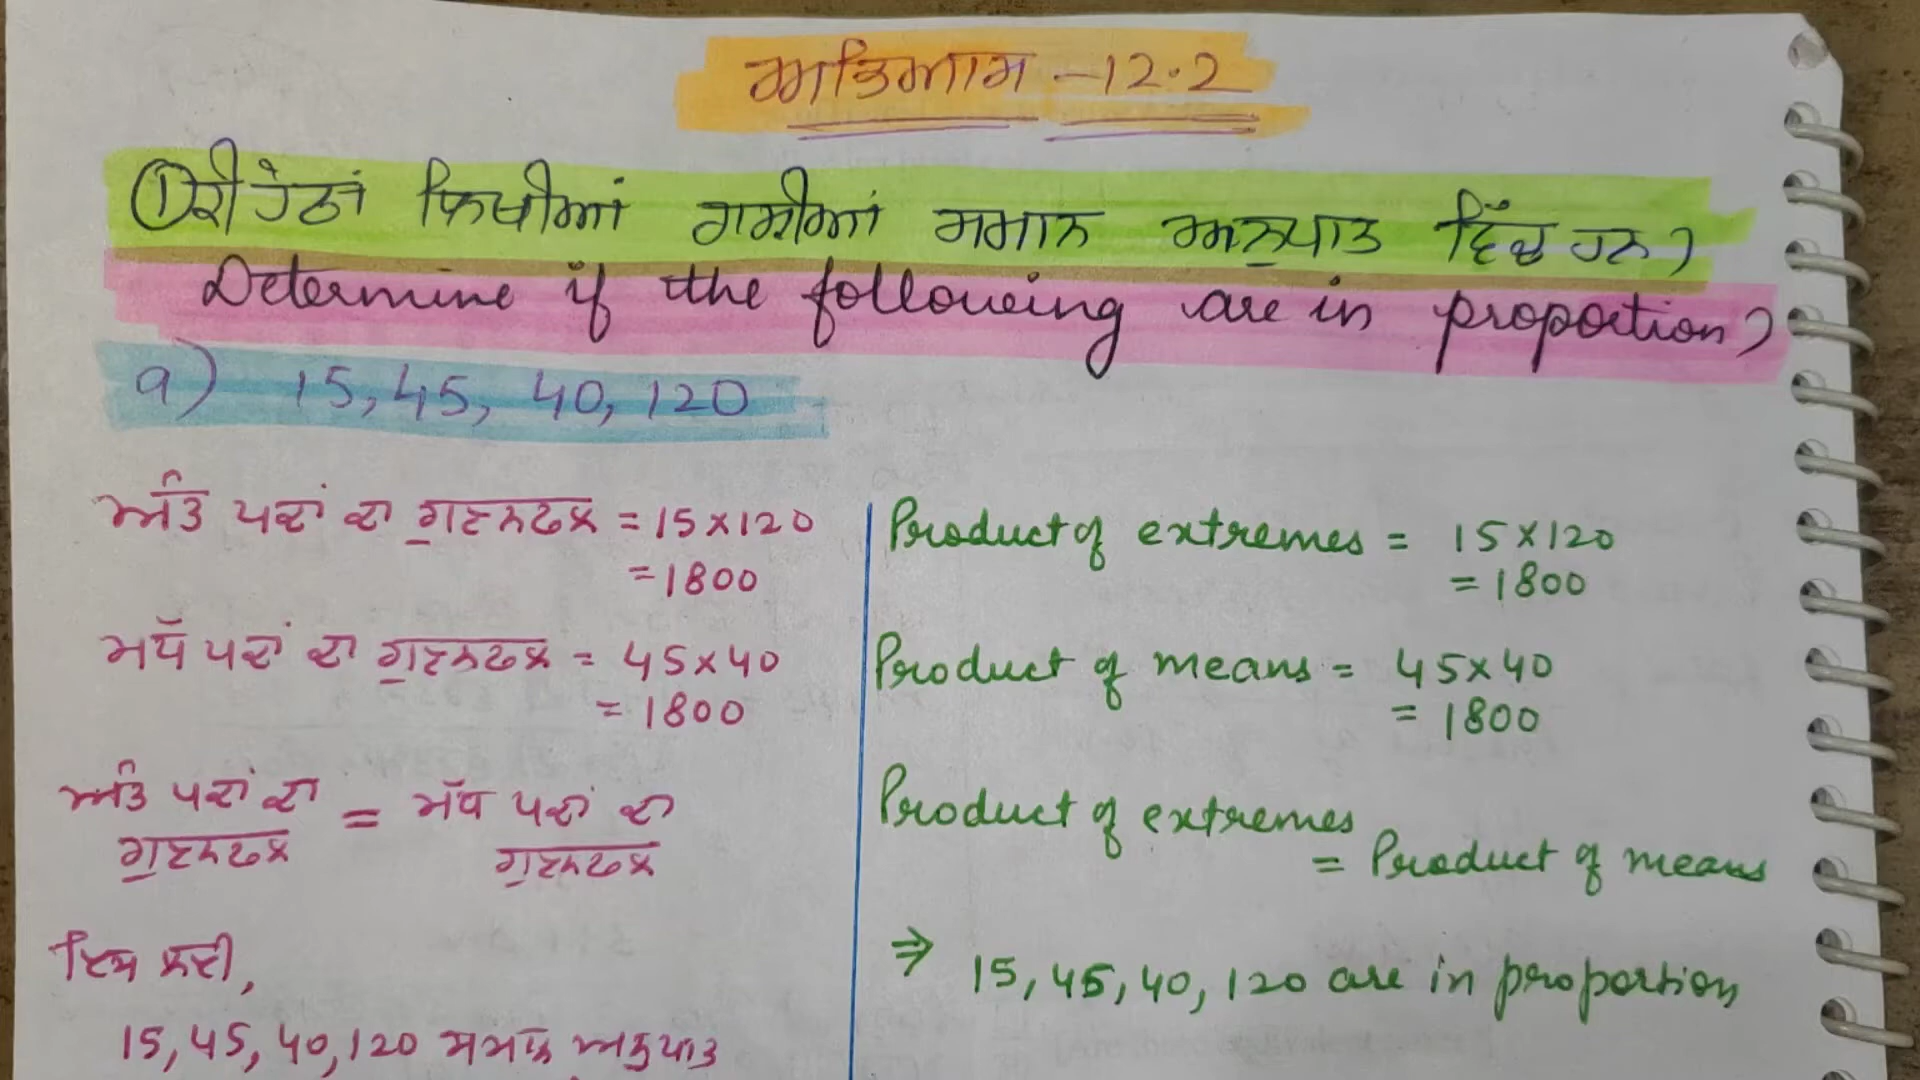 ਅਭਿਆਸ - 12.2
① ਕੀ ਹੇਠਾਂ ਲਿਖੀਆਂ ਰਾਸ਼ੀਆਂ ਸਮਾਨ ਅਨੁਪਾਤ ਵਿੱਚ ਹਨ?
Determine if the following are in proportion?
a) 15, 45, 40, 120
ਅੰਤ ਪਦਾਂ ਦਾ ਗੁਣਨਫਲ = 15×120
= 1800
ਮੱਧ ਪਦਾਂ ਦਾ ਗੁਣਨਫਲ = 45×40
= 1800
ਅੰਤ ਪਦਾਂ ਦਾ ਗੁਣਨਫਲ = ਮੱਧ ਪਦਾਂ ਦਾ ਗੁਣਨਫਲ
ਇਸ ਲਈ,
15, 45, 40, 120 ਸਮਾਨ ਅਨੁਪਾਤ
Product of extremes = 15×120
= 1800
Product of means = 45×40
= 1800
Product of extremes
= Product of means
⇒ 15, 45, 40, 120 are in proportion